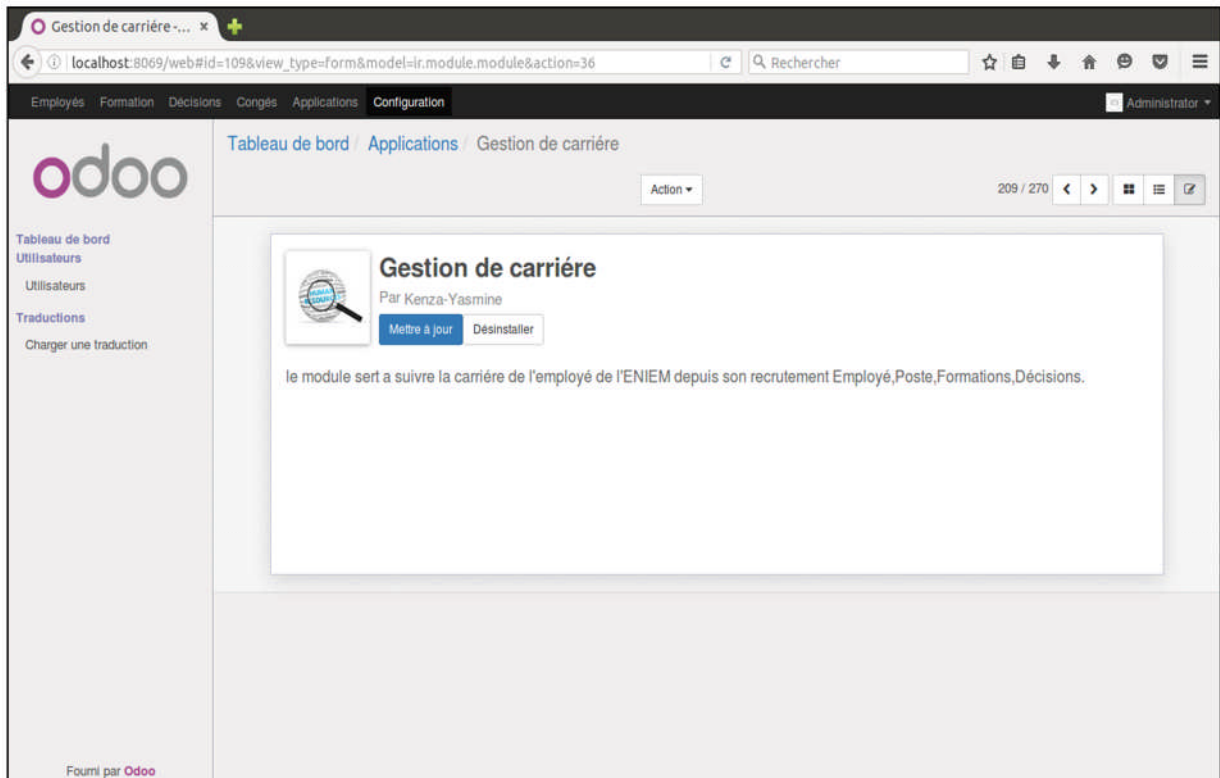 Gestion de carriére -... ×
localhost:8069/web#id=109&view_type=form&model=ir.module.module&action=36
Rechercher
Employés Formation Décisions Congés Applications Configuration
Administrator
odoo
Tableau de bord / Applications / Gestion de carriére
Action
209 / 270
Tableau de bord
Utilisateurs
Utilisateurs
Traductions
Charger une traduction
HUMAN
RESOURCES
Gestion de carriére
Par Kenza-Yasmine
Mettre à jour Désinstaller
le module sert a suivre la carriére de l'employé de l'ENIEM depuis son recrutement Employé,Poste,Formations,Décisions.
Fourni par Odoo